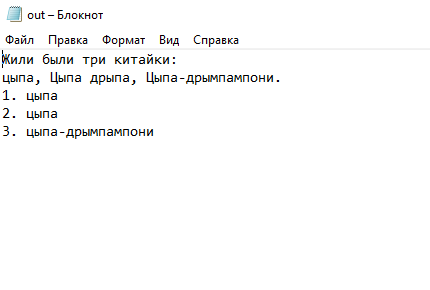 out – Блокнот
Файл Правка Формат Вид Справка
Жили были три китайки:
цыпа, Цыпа дрыпа, Цыпа-дрымпампони.
1. цыпа
2. цыпа
3. цыпа-дрымпампони